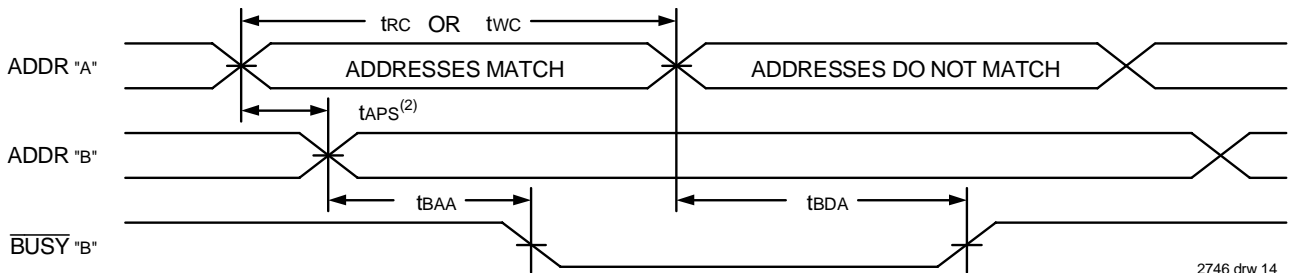 tRC OR tWC
ADDR "A"
ADDRESSES MATCH
ADDRESSES DO NOT MATCH
tAPS(2)
ADDR "B"
tBAA
tBDA
BUSY "B"
2746 drw 14